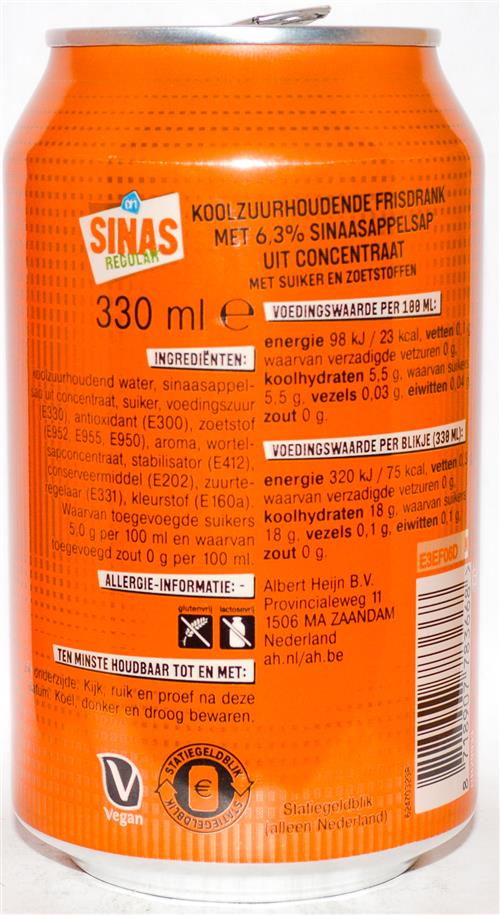 ah
SINAS
REGULAR
KOOLZUURHOUDENDE FRISDRANK
MET 6,3% SINAASAPPELSAP
UIT CONCENTRAAT
MET SUIKER EN ZOETSTOFFEN
330 ml ℮
INGREDIËNTEN:
koolzuurhoudend water, sinaasappel-
sap uit concentraat, suiker, voedingszuur
(E330), antioxidant (E300), zoetstof
(E952, E955, E950), aroma, wortel-
sapconcentraat, stabilisator (E412),
conserveermiddel (E202), zuurte-
regelaar (E331), kleurstof (E160a).
Waarvan toegevoegde suikers
5,0 g per 100 ml en waarvan
toegevoegd zout 0 g per 100 ml.
ALLERGIE-INFORMATIE: -
glutenvrij lactosevrij
TEN MINSTE HOUDBAAR TOT EN MET:
onderzijde. Kijk, ruik en proef na deze
datum. Koel, donker en droog bewaren.
V
Vegan
STATIEGELDBLIK
€
STATIEGELDBLIK
VOEDINGSWAARDE PER 100 ML:
energie 98 kJ / 23 kcal, vetten 0,1 g
waarvan verzadigde vetzuren 0 g,
koolhydraten 5,5 g, waarvan suikers
5,5 g, vezels 0,03 g, eiwitten 0,04
zout 0 g.
VOEDINGSWAARDE PER BLIKJE (330 ML):
energie 320 kJ / 75 kcal, vetten
waarvan verzadigde vetzuren 0 g,
koolhydraten 18 g, waarvan suikers
18 g, vezels 0,1 g, eiwitten 0,1 g,
zout 0 g.
E3EF06D
Albert Heijn B.V.
Provincialeweg 11
1506 MA ZAANDAM
Nederland
ah.nl/ah.be
Statiegeldblik
(alleen Nederland)